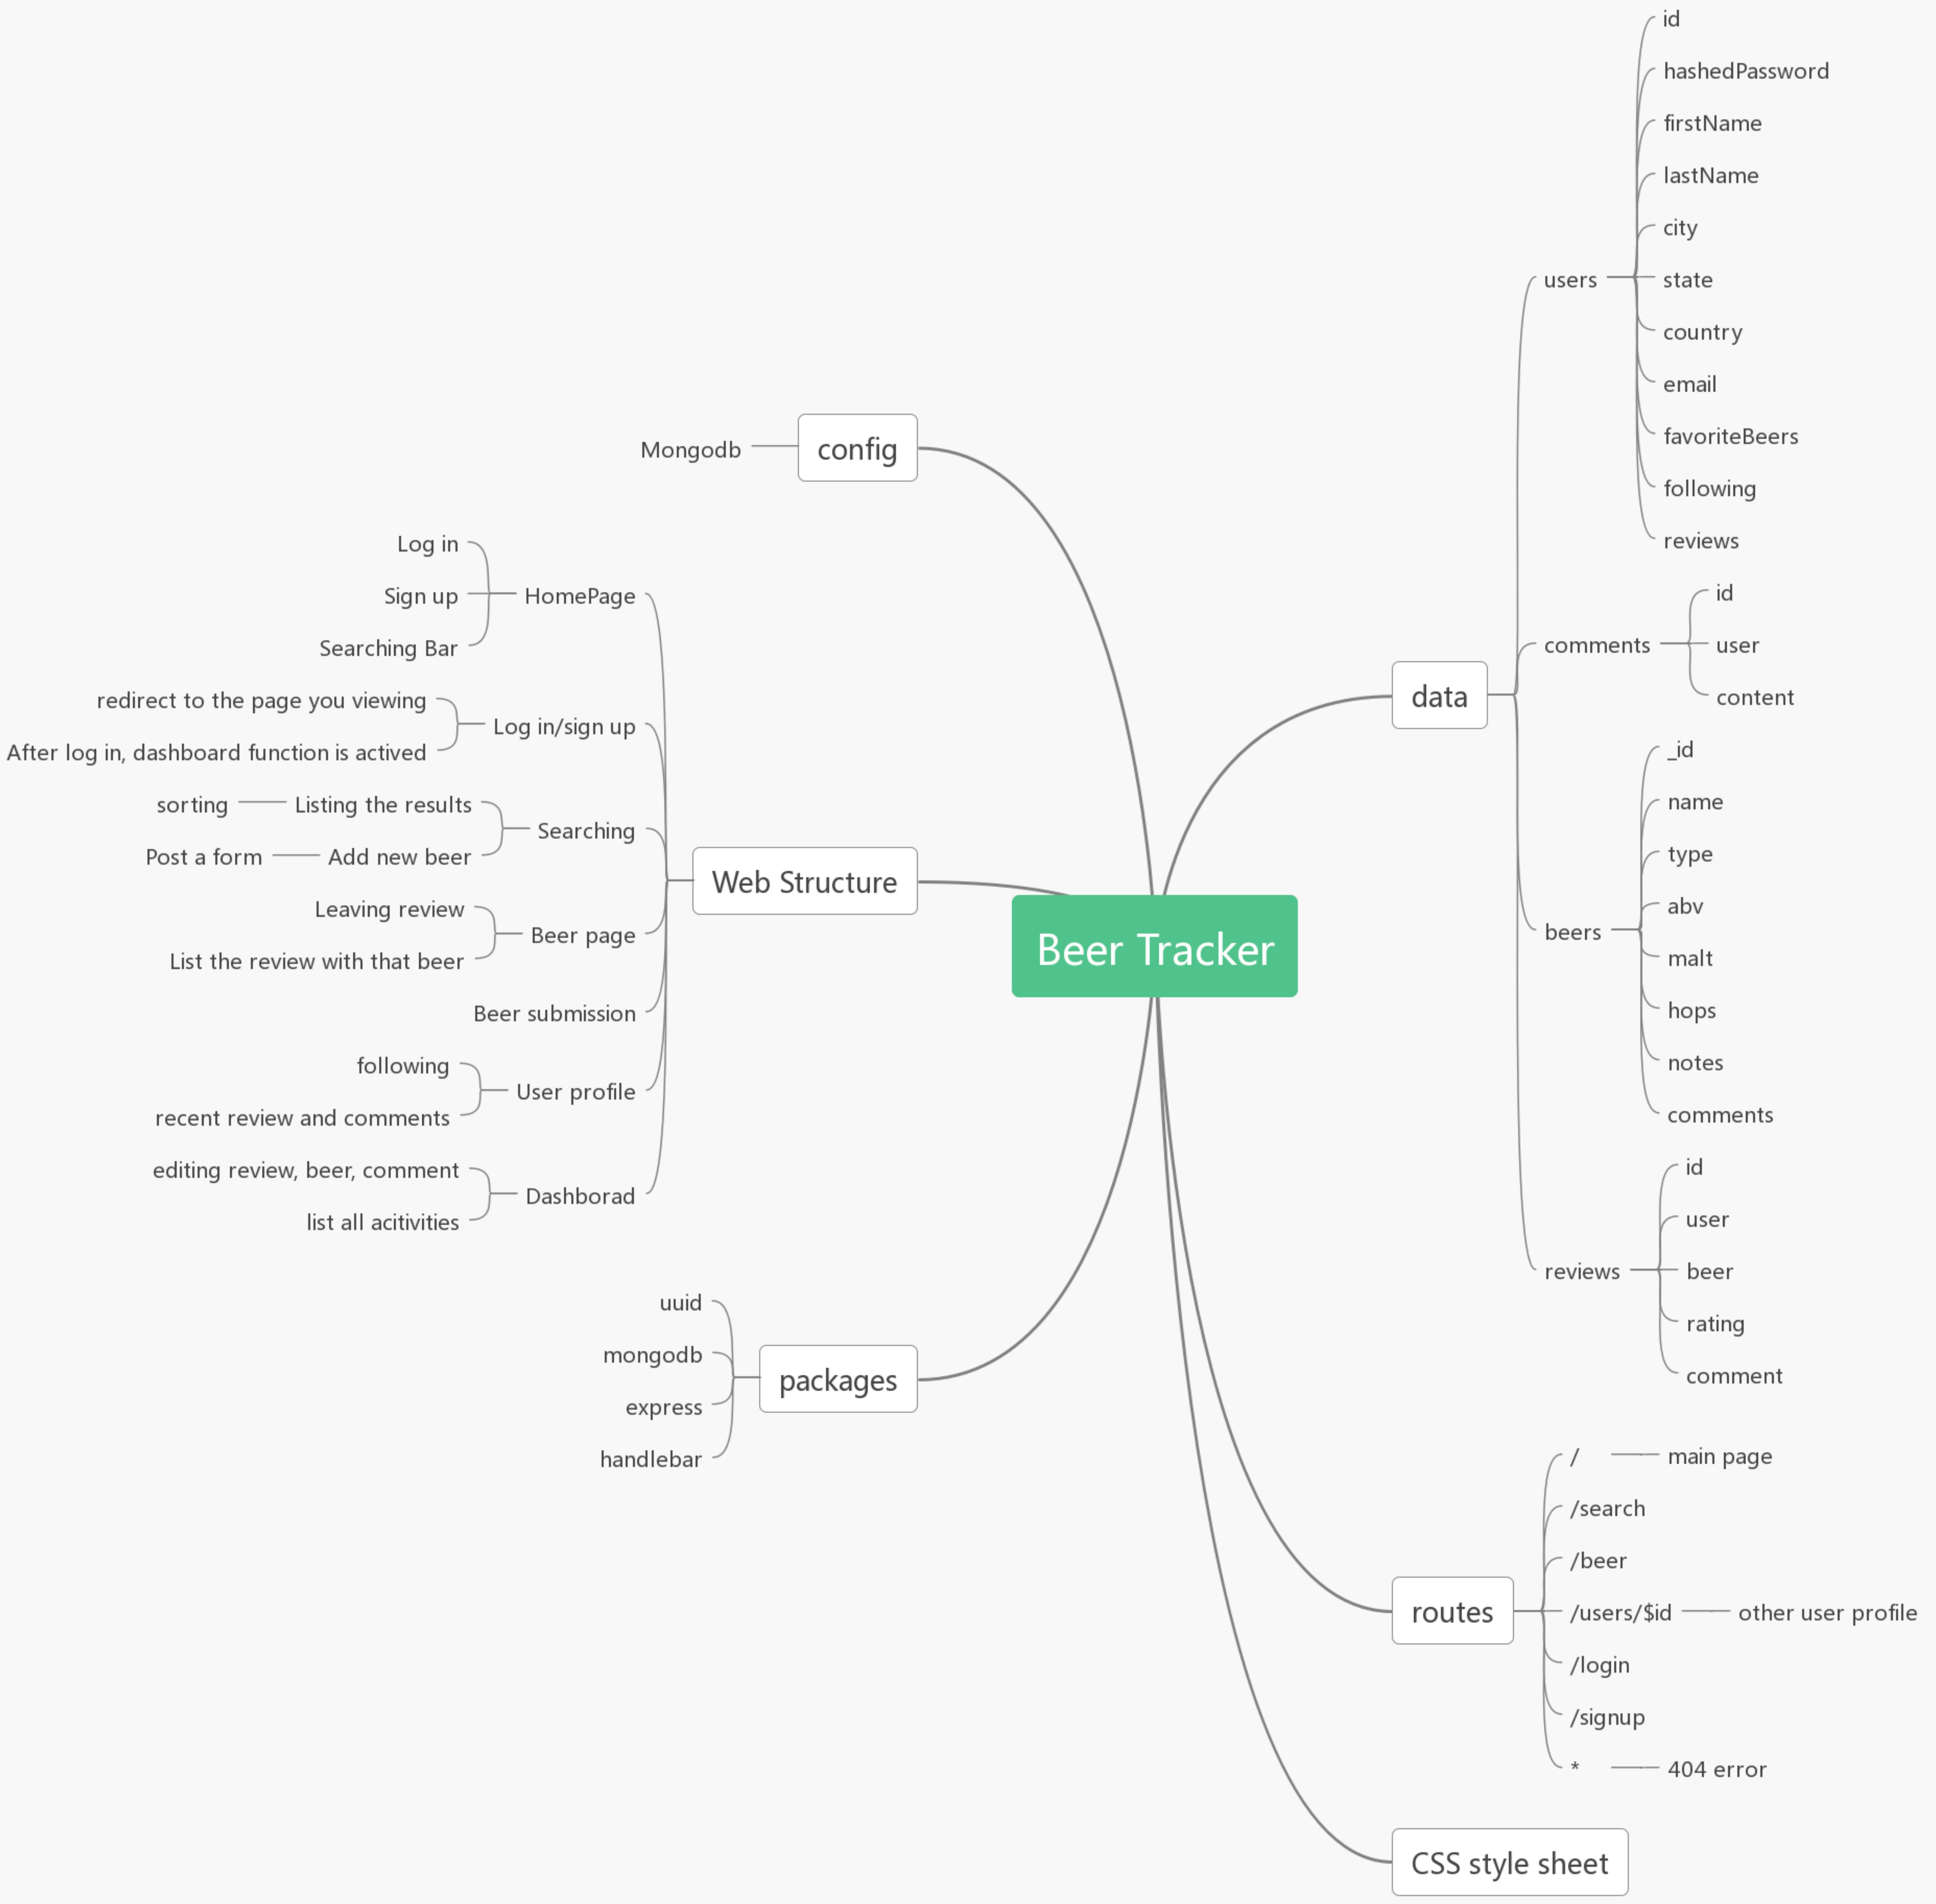 Beer Tracker
config
Mongodb
Web Structure
HomePage
Log in
Sign up
Searching Bar
Log in/sign up
redirect to the page you viewing
After log in, dashboard function is actived
Searching
Listing the results
sorting
Add new beer
Post a form
Beer page
Leaving review
List the review with that beer
Beer submission
User profile
following
recent review and comments
Dashborad
editing review, beer, comment
list all acitivities
packages
uuid
mongodb
express
handlebar
data
users
id
hashedPassword
firstName
lastName
city
state
country
email
favoriteBeers
following
reviews
comments
id
user
content
beers
_id
name
type
abv
malt
hops
notes
comments
reviews
id
user
beer
rating
comment
routes
/
main page
/search
/beer
/users/$id
other user profile
/login
/signup
*
404 error
CSS style sheet